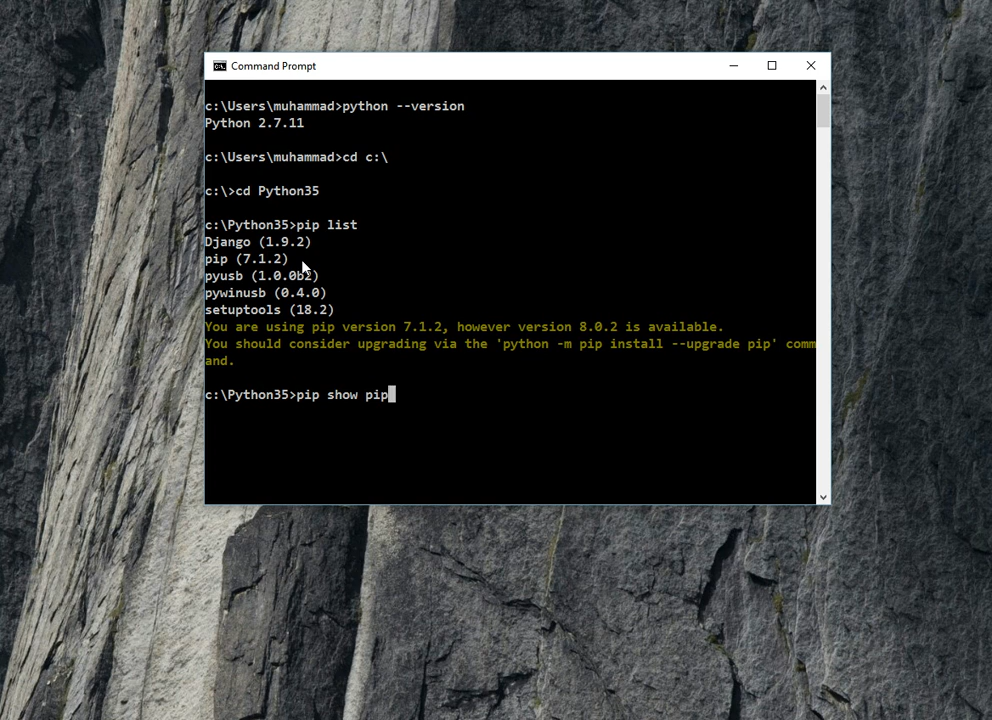 Command Prompt
c:\Users\muhammad>python --version
Python 2.7.11
c:\Users\muhammad>cd c:\
c:\>cd Python35
c:\Python35>pip list
Django (1.9.2)
pip (7.1.2)
pyusb (1.0.0b2)
pywinusb (0.4.0)
setuptools (18.2)
You are using pip version 7.1.2, however version 8.0.2 is available.
You should consider upgrading via the 'python -m pip install --upgrade pip' comm
and.
c:\Python35>pip show pip